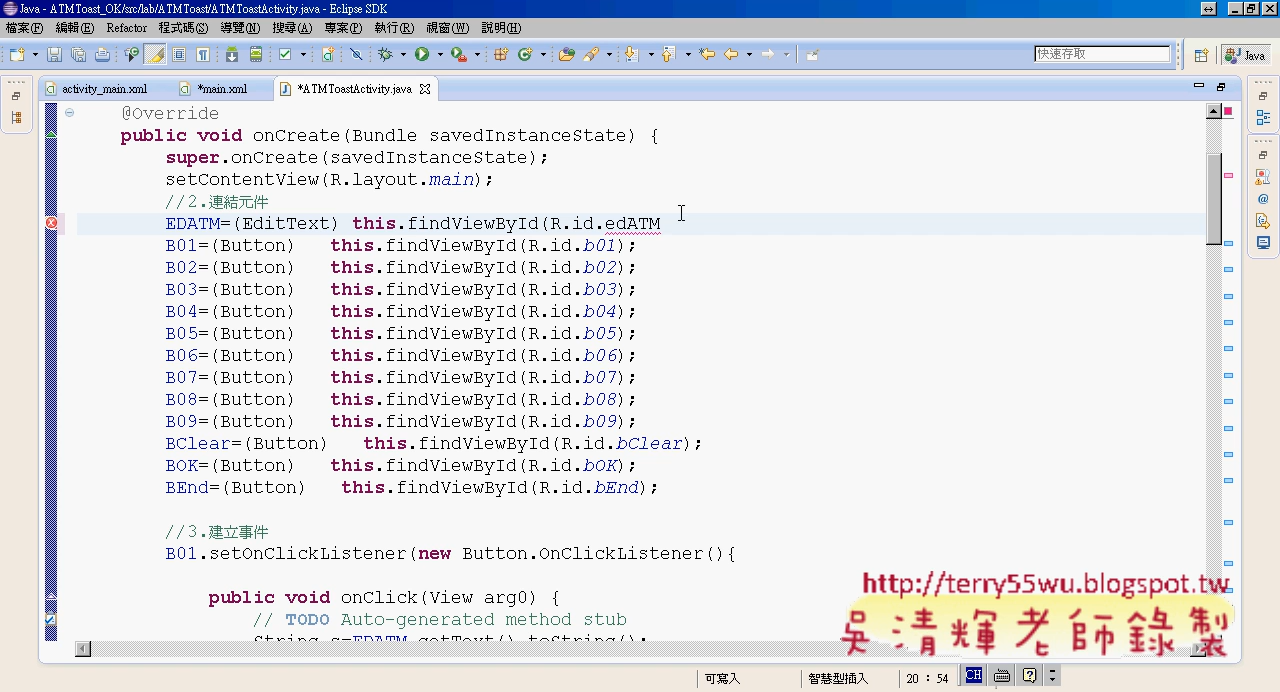 Java - ATMToast_OK/src/lab/ATMToast/ATMToastActivity.java - Eclipse SDK
檔案(F) 編輯(E) Refactor 程式碼(S) 導覽(N) 搜尋(A) 專案(P) 執行(R) 視窗(W) 說明(H)
快速存取 Java
activity_main.xml *main.xml *ATMToastActivity.java
@Override
public void onCreate(Bundle savedInstanceState) {
super.onCreate(savedInstanceState);
setContentView(R.layout.main);
//2.連結元件
EDATM=(EditText) this.findViewById(R.id.edATM
B01=(Button) this.findViewById(R.id.b01);
B02=(Button) this.findViewById(R.id.b02);
B03=(Button) this.findViewById(R.id.b03);
B04=(Button) this.findViewById(R.id.b04);
B05=(Button) this.findViewById(R.id.b05);
B06=(Button) this.findViewById(R.id.b06);
B07=(Button) this.findViewById(R.id.b07);
B08=(Button) this.findViewById(R.id.b08);
B09=(Button) this.findViewById(R.id.b09);
BClear=(Button) this.findViewById(R.id.bClear);
BOK=(Button) this.findViewById(R.id.bOK);
BEnd=(Button) this.findViewById(R.id.bEnd);
//3.建立事件
B01.setOnClickListener(new Button.OnClickListener(){
public void onClick(View arg0) {
// TODO Auto-generated method stub
String s=EDATM.getText().toString();
http://terry55wu.blogspot.tw
吳清輝老師錄製
可寫入 智慧型插入 20 : 54 CH